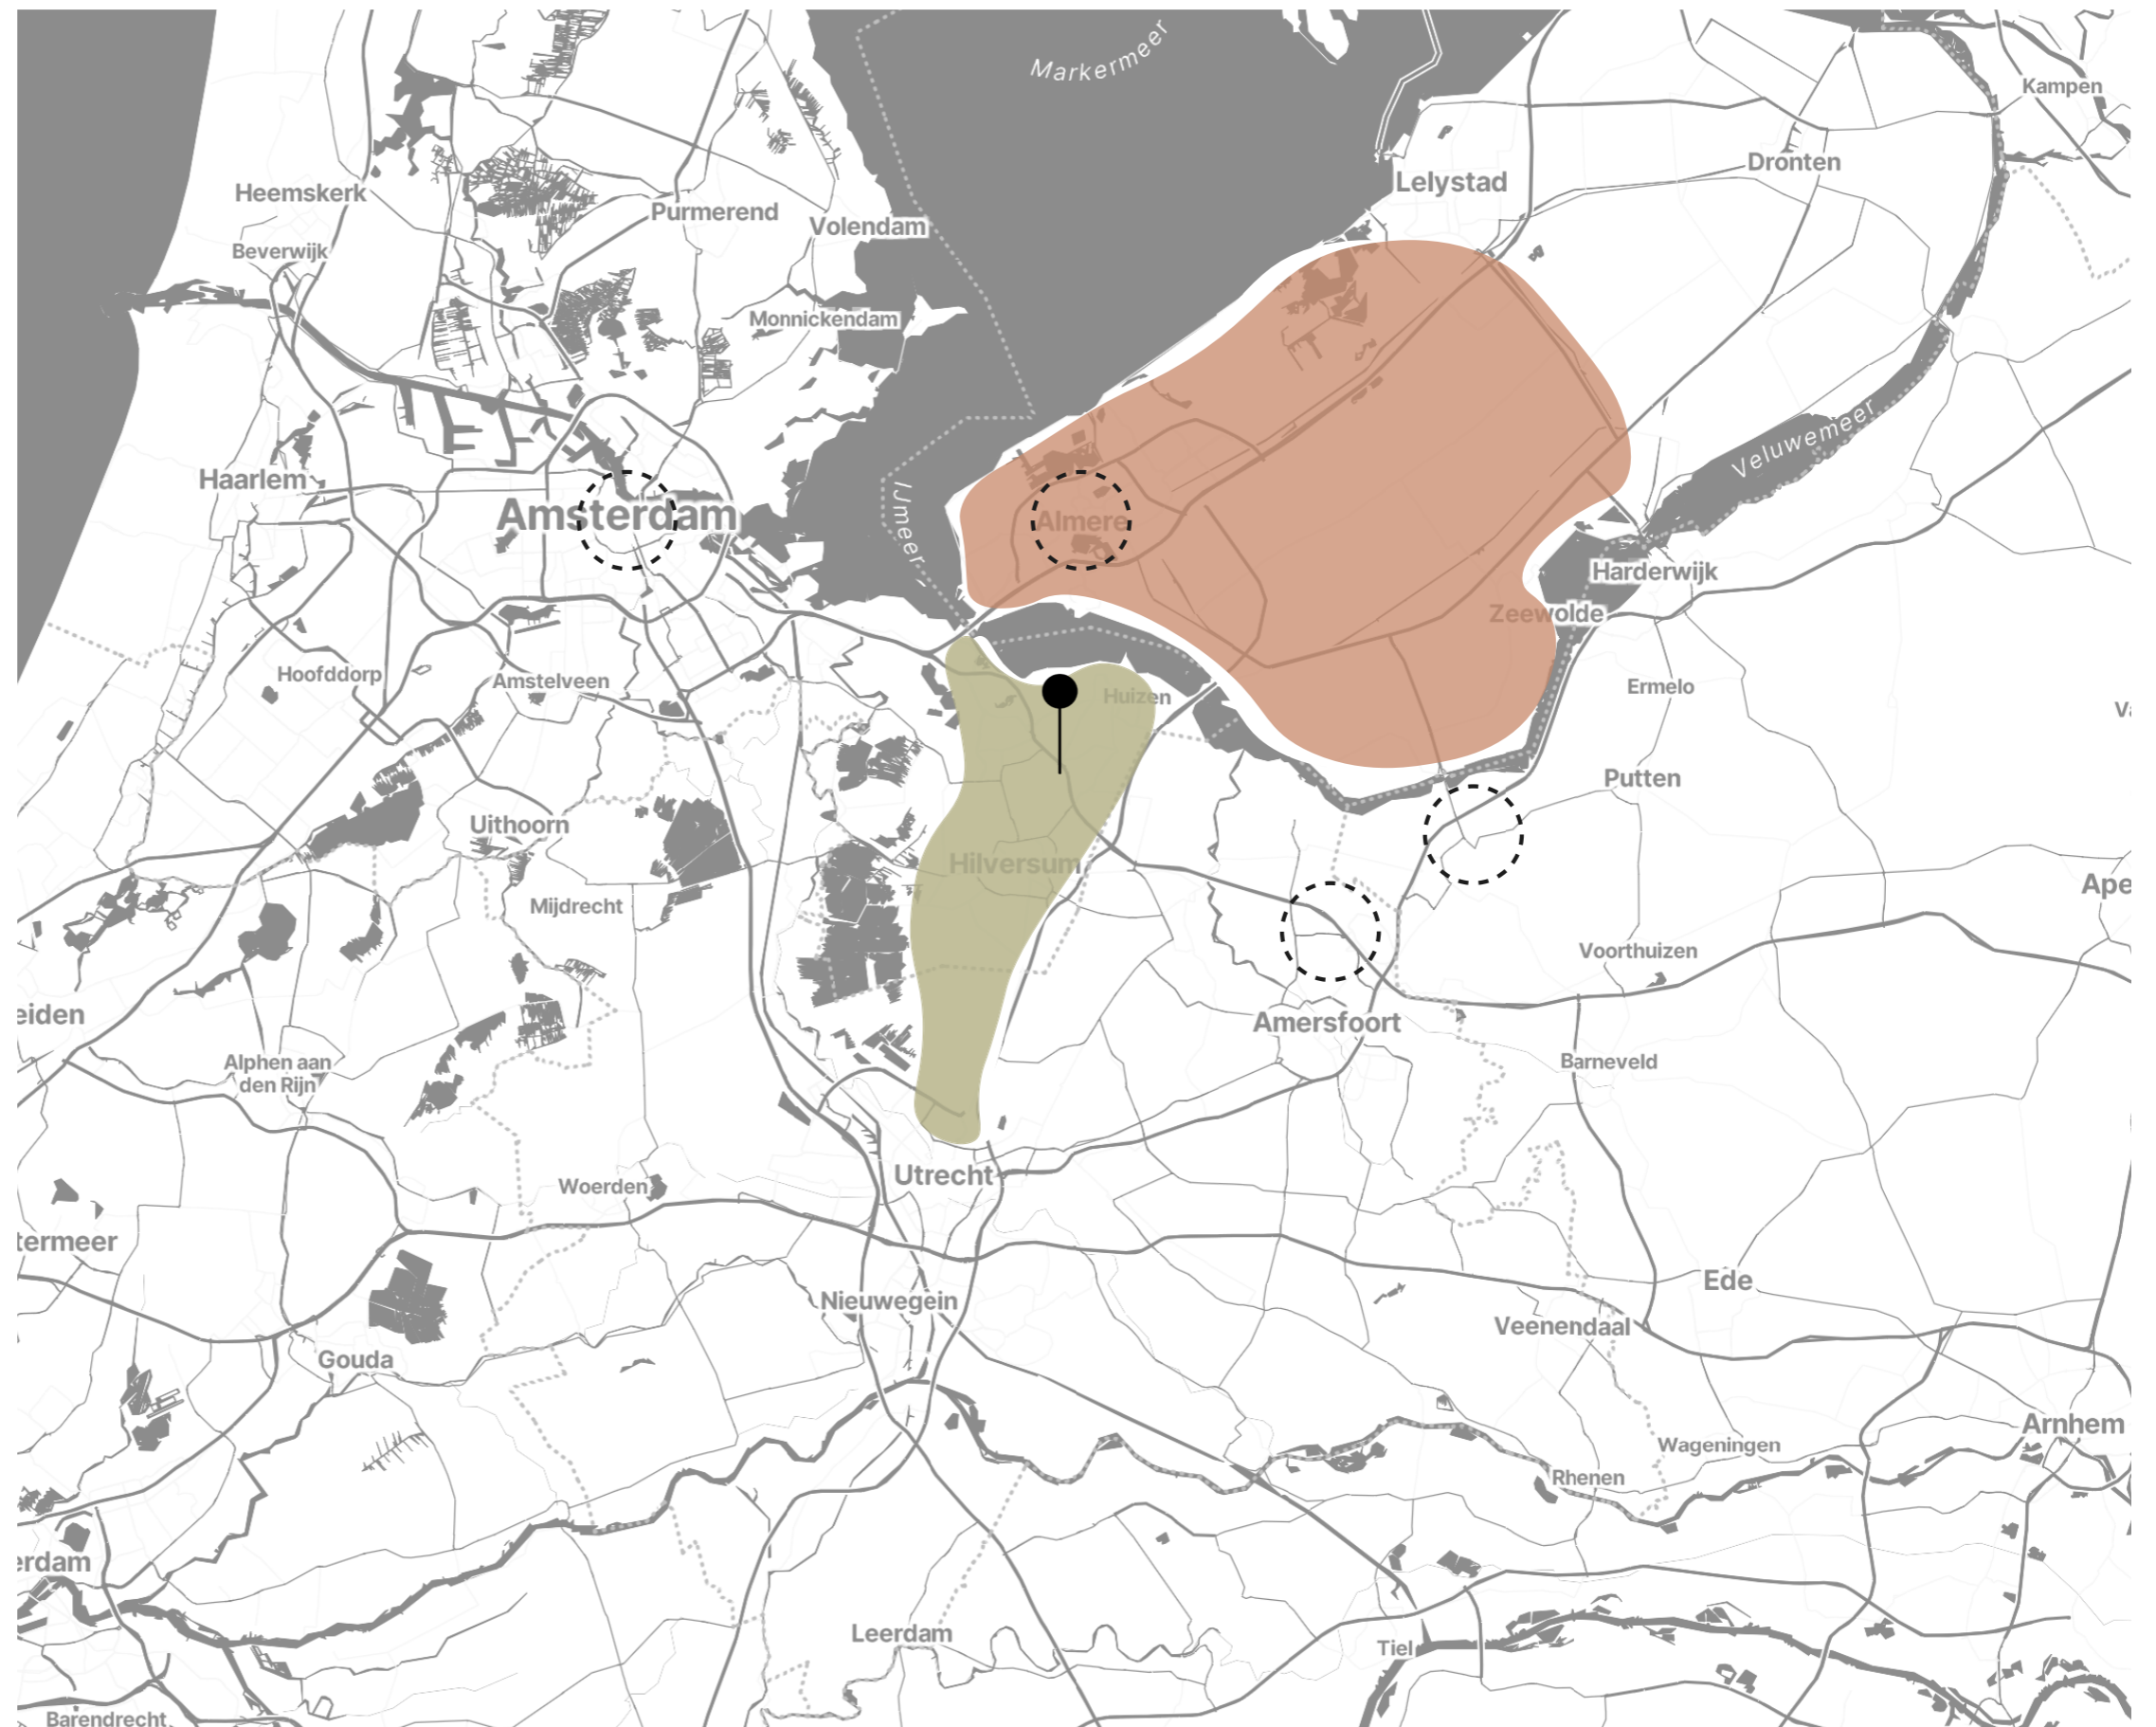 Markermeer
Kampen
Dronten
Lelystad
Heemskerk
Purmerend
Volendam
Beverwijk
Monnickendam
Veluwemeer
Haarlem
Amsterdam
IJmeer
Almere
Harderwijk
Zeewolde
Hoofddorp
Amstelveen
Huizen
Ermelo
Va
Putten
Uithoorn
Hilversum
Ape
Mijdrecht
Voorthuizen
eiden
Amersfoort
Alphen aan
den Rijn
Barneveld
Utrecht
Woerden
termeer
Ede
Nieuwegein
Veenendaal
Gouda
Arnhem
Wageningen
Rhenen
erdam
Leerdam
Tiel
Barendrecht